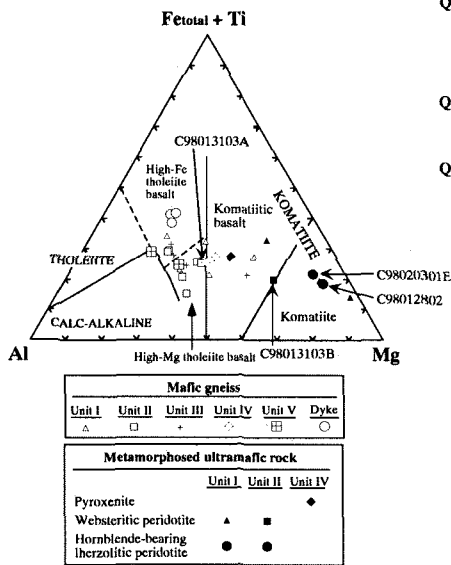 Fetotal + Ti
C98013103A
High-Fe
tholeiite
basalt
Komatiitic
basalt
KOMATIITE
THOLEIITE
C98020301E
C98012802
CALC-ALKALINE
Komatiite
Al
High-Mg tholeiite basalt
C98013103B
Mg
Mafic gneiss
Unit I Unit II Unit III Unit IV Unit V Dyke
Metamorphosed ultramafic rock
Unit I Unit II Unit IV
Pyroxenite
Websteritic peridotite
Hornblende-bearing
lherzolitic peridotite